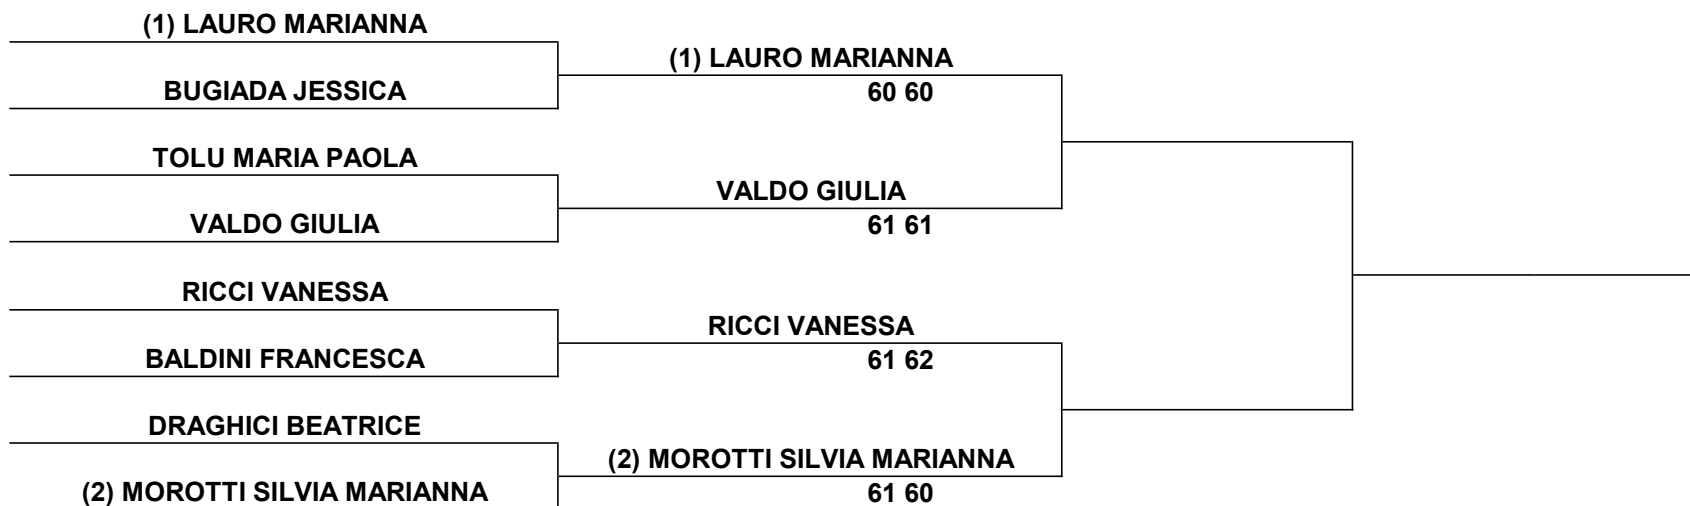 (1) LAURO MARIANNA
BUGIADA JESSICA
TOLU MARIA PAOLA
VALDO GIULIA
RICCI VANESSA
BALDINI FRANCESCA
DRAGHICI BEATRICE
(2) MOROTTI SILVIA MARIANNA
(1) LAURO MARIANNA
60 60
VALDO GIULIA
61 61
RICCI VANESSA
61 62
(2) MOROTTI SILVIA MARIANNA
61 60